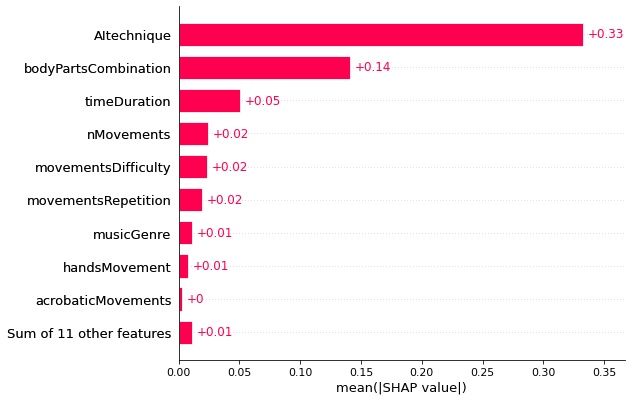 AItechnique +0.33
bodyPartsCombination +0.14
timeDuration +0.05
nMovements +0.02
movementsDifficulty +0.02
movementsRepetition +0.02
musicGenre +0.01
handsMovement +0.01
acrobaticMovements +0
Sum of 11 other features +0.01
0.00 0.05 0.10 0.15 0.20 0.25 0.30 0.35
mean(|SHAP value|)